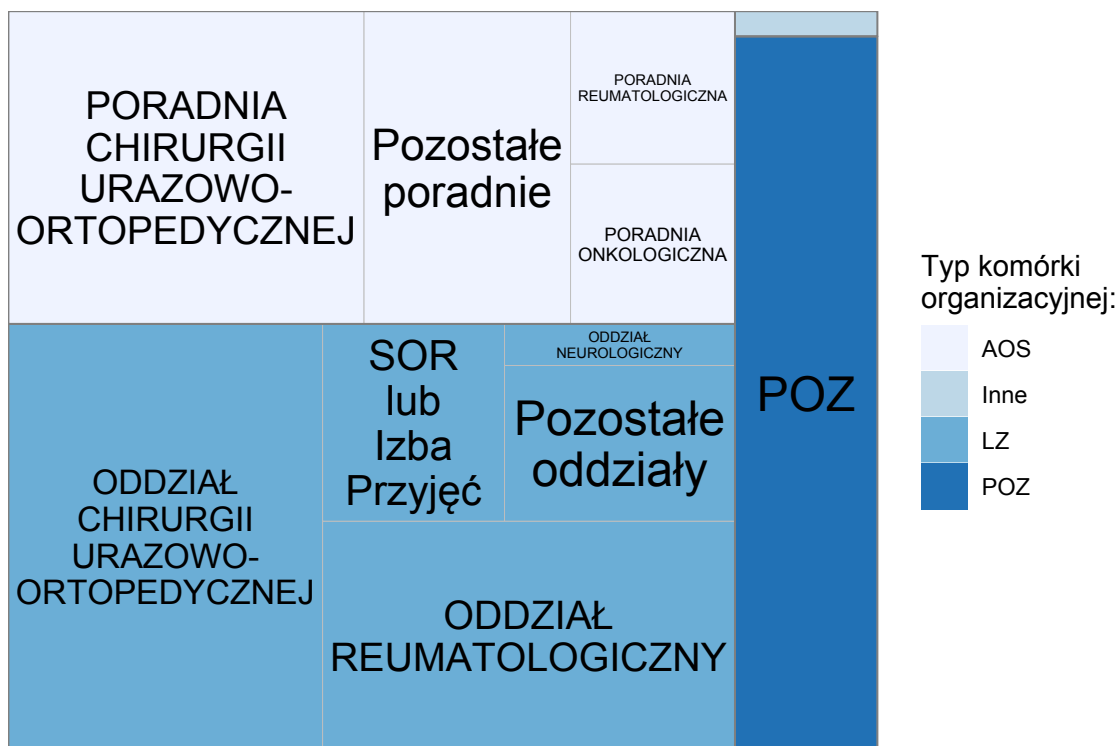 PORADNIA
CHIRURGII
URAZOWO-
ORTOPEDYCZNEJ
Pozostałe
poradnie
PORADNIA
REUMATOLOGICZNA
PORADNIA
ONKOLOGICZNA
ODDZIAŁ
CHIRURGII
URAZOWO-
ORTOPEDYCZNEJ
SOR
lub
Izba
Przyjęć
ODDZIAŁ
NEUROLOGICZNY
Pozostałe
oddziały
ODDZIAŁ
REUMATOLOGICZNY
POZ
Typ komórki
organizacyjnej:
AOS
Inne
LZ
POZ